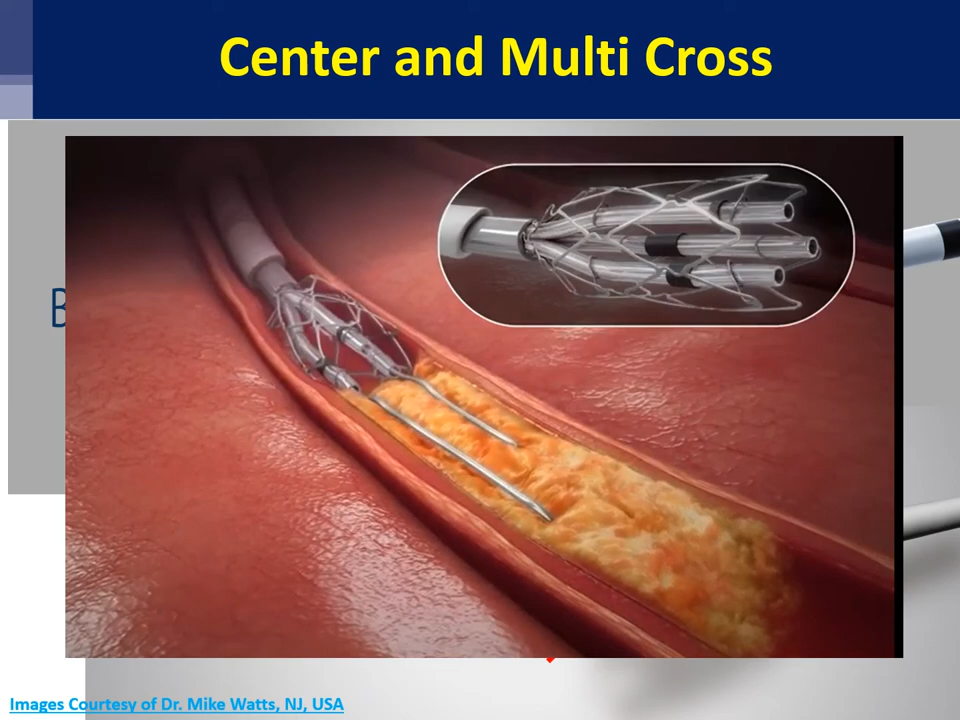 Center and Multi Cross
B
Images Courtesy of Dr. Mike Watts, NJ, USA